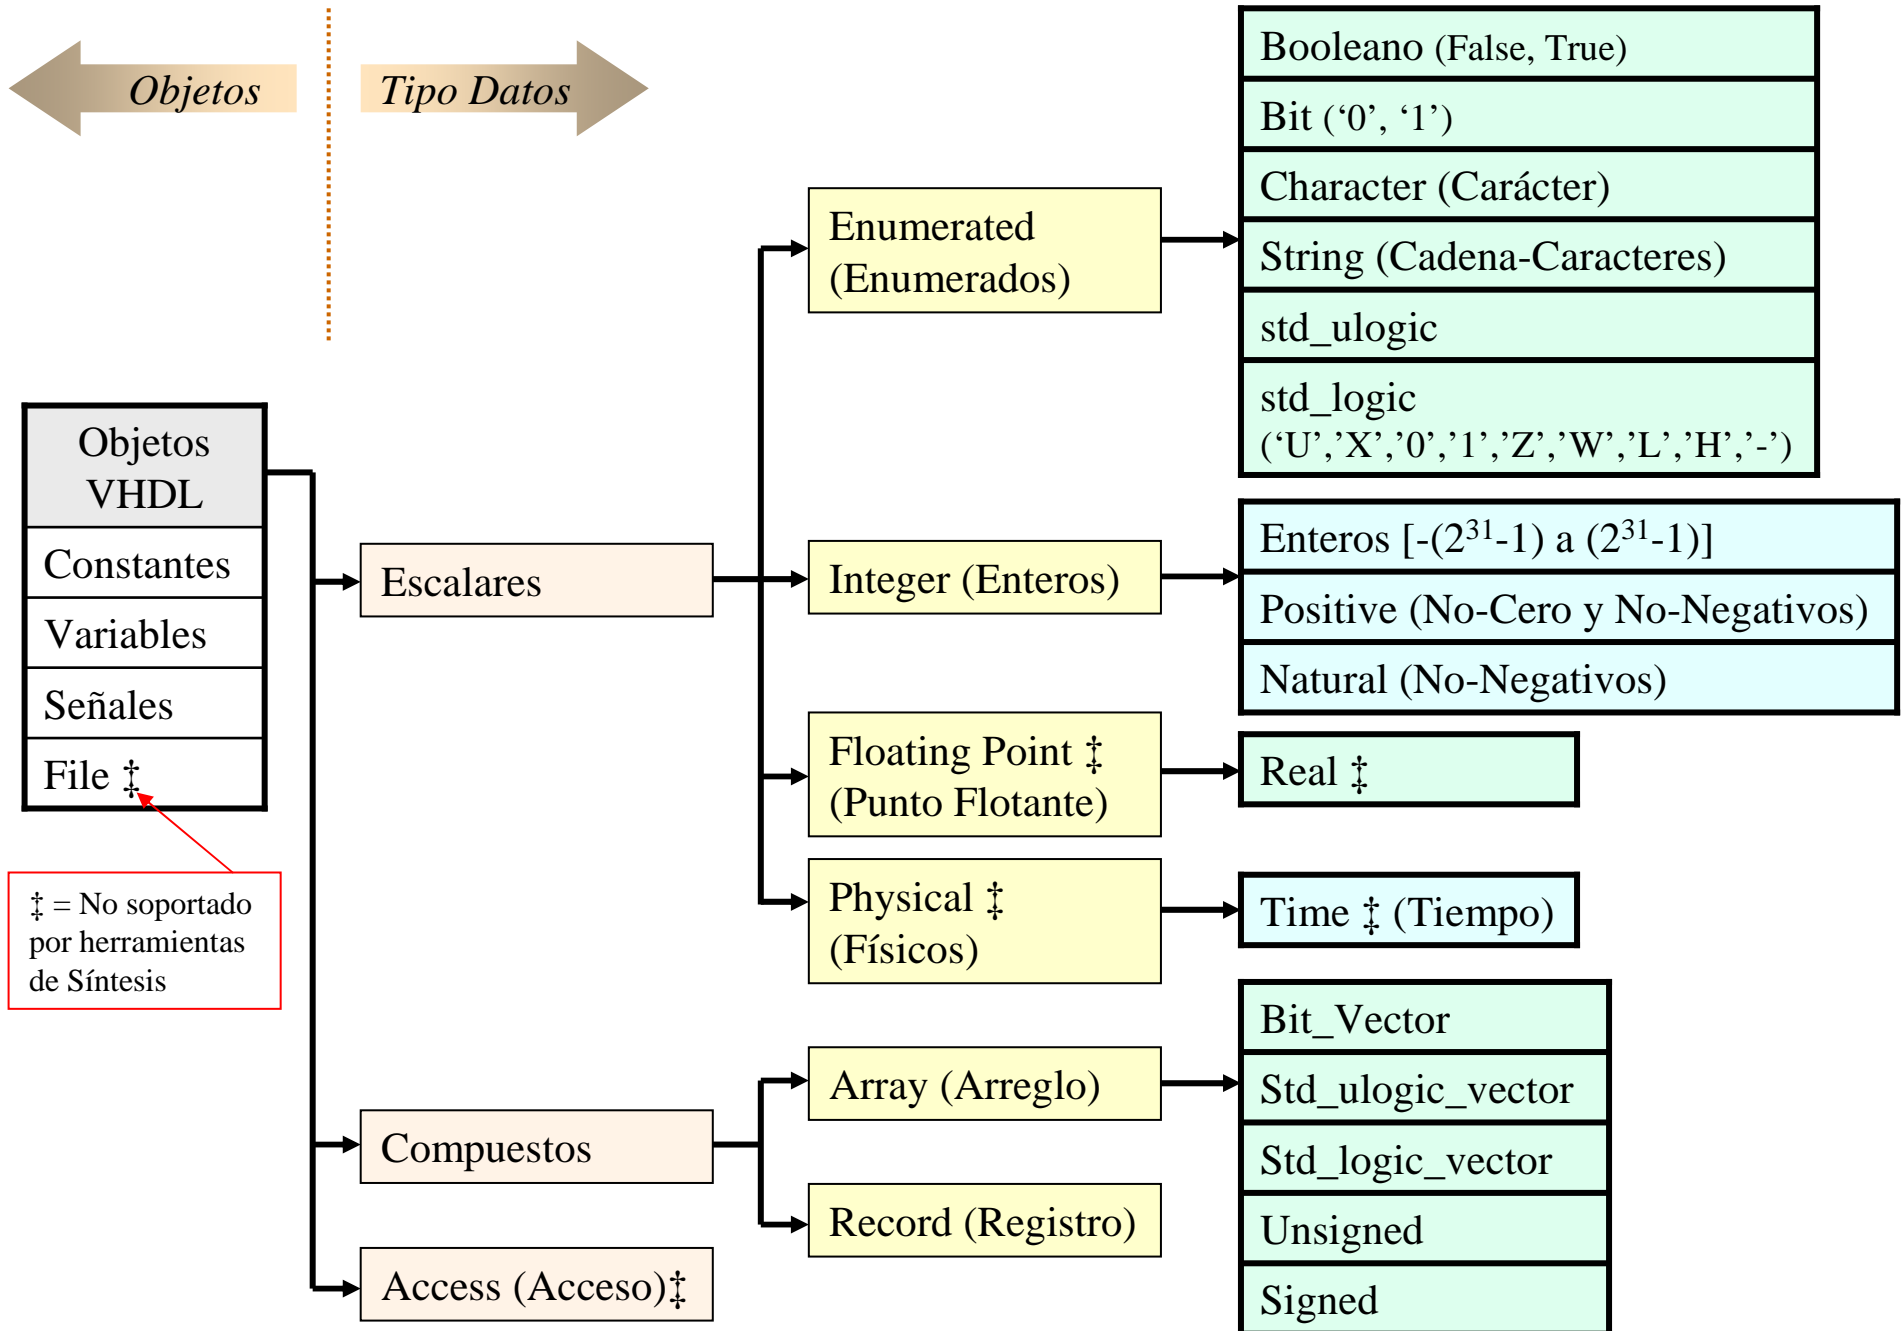 Objetos
Tipo Datos
Objetos
VHDL
Constantes
Variables
Señales
File ‡
‡ = No soportado
por herramientas
de Síntesis
Escalares
Compuestos
Access (Acceso)‡
Enumerated
(Enumerados)
Integer (Enteros)
Floating Point ‡
(Punto Flotante)
Physical ‡
(Físicos)
Array (Arreglo)
Record (Registro)
Booleano (False, True)
Bit (‘0’, ‘1’)
Character (Carácter)
String (Cadena-Caracteres)
std_ulogic
std_logic
(‘U’,’X’,’0’,’1’,’Z’,’W’,’L’,’H’,’-’)
Enteros [-(2³¹-1) a (2³¹-1)]
Positive (No-Cero y No-Negativos)
Natural (No-Negativos)
Real ‡
Time ‡ (Tiempo)
Bit_Vector
Std_ulogic_vector
Std_logic_vector
Unsigned
Signed